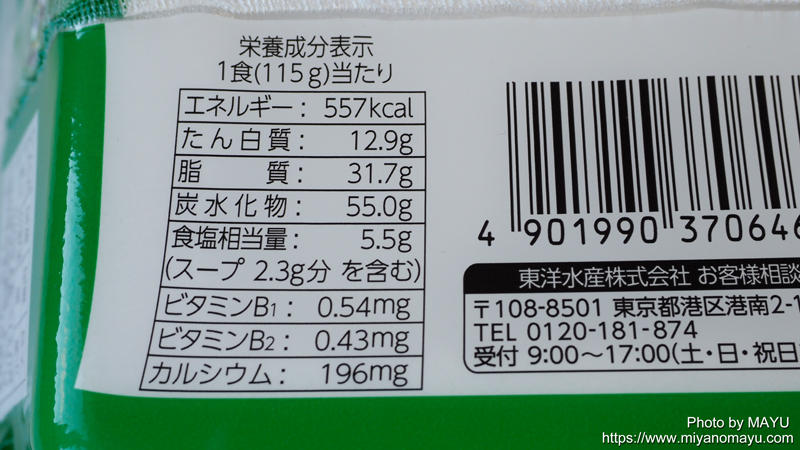 栄養成分表示
1食(115g)当たり
エネルギー: 557kcal
たん白質: 12.9g
脂質: 31.7g
炭水化物: 55.0g
食塩相当量: 5.5g
(スープ 2.3g分 を含む)
ビタミンB1: 0.54mg
ビタミンB2: 0.43mg
カルシウム: 196mg
4 901990 370646
東洋水産株式会社 お客様相談
〒108-8501 東京都港区港南2-1
TEL 0120-181-874
受付 9:00～17:00(土・日・祝日
Photo by MAYU
https://www.miyanomayu.com/